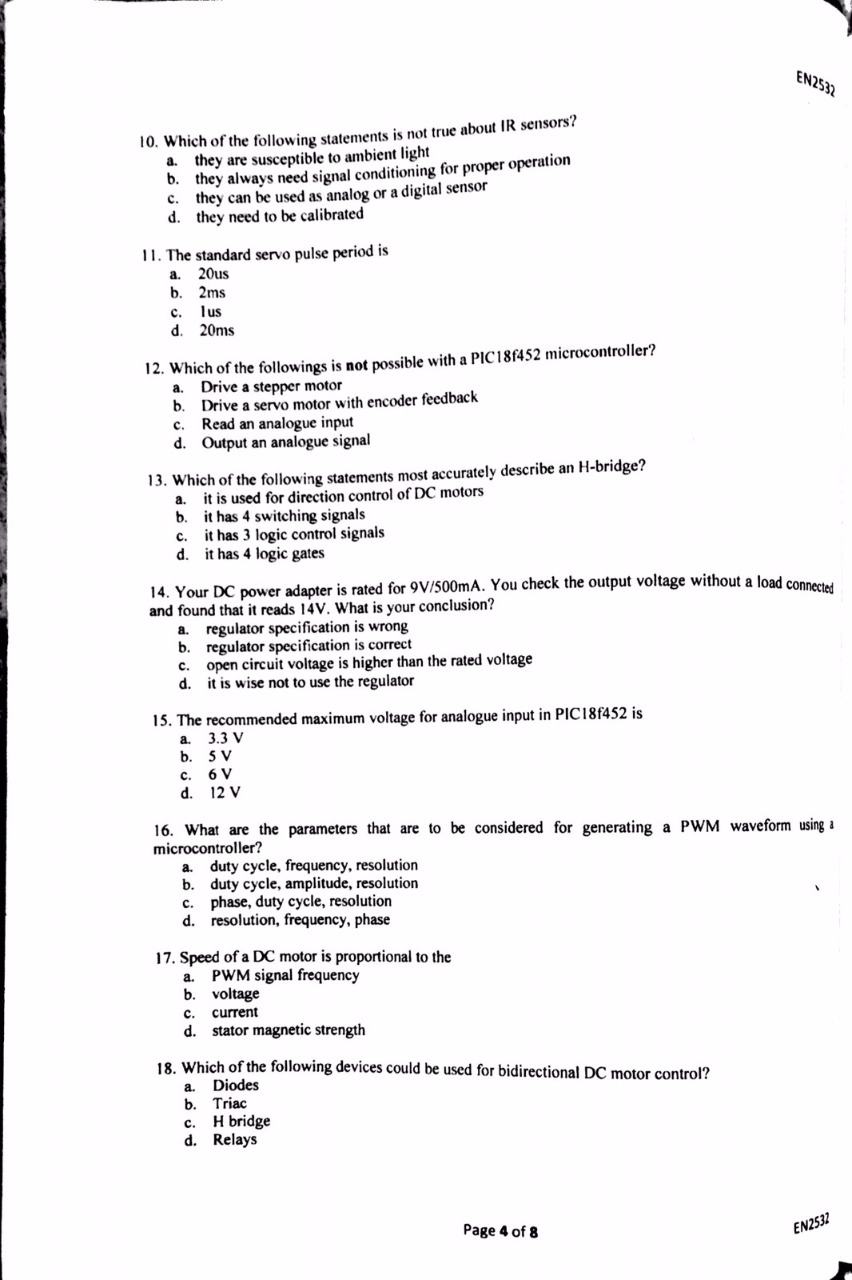 EN2532
10. Which of the following statements is not true about IR sensors?
a. they are susceptible to ambient light
b. they always need signal conditioning for proper operation
c. they can be used as analog or a digital sensor
d. they need to be calibrated
11. The standard servo pulse period is
a. 20us
b. 2ms
c. 1us
d. 20ms
12. Which of the followings is not possible with a PIC18f452 microcontroller?
a. Drive a stepper motor
b. Drive a servo motor with encoder feedback
c. Read an analogue input
d. Output an analogue signal
13. Which of the following statements most accurately describe an H-bridge?
a. it is used for direction control of DC motors
b. it has 4 switching signals
c. it has 3 logic control signals
d. it has 4 logic gates
14. Your DC power adapter is rated for 9V/500mA. You check the output voltage without a load connected
and found that it reads 14V. What is your conclusion?
a. regulator specification is wrong
b. regulator specification is correct
c. open circuit voltage is higher than the rated voltage
d. it is wise not to use the regulator
15. The recommended maximum voltage for analogue input in PIC18f452 is
a. 3.3 V
b. 5 V
c. 6 V
d. 12 V
16. What are the parameters that are to be considered for generating a PWM waveform using a
microcontroller?
a. duty cycle, frequency, resolution
b. duty cycle, amplitude, resolution
c. phase, duty cycle, resolution
d. resolution, frequency, phase
17. Speed of a DC motor is proportional to the
a. PWM signal frequency
b. voltage
c. current
d. stator magnetic strength
18. Which of the following devices could be used for bidirectional DC motor control?
a. Diodes
b. Triac
c. H bridge
d. Relays
Page 4 of 8
EN2532